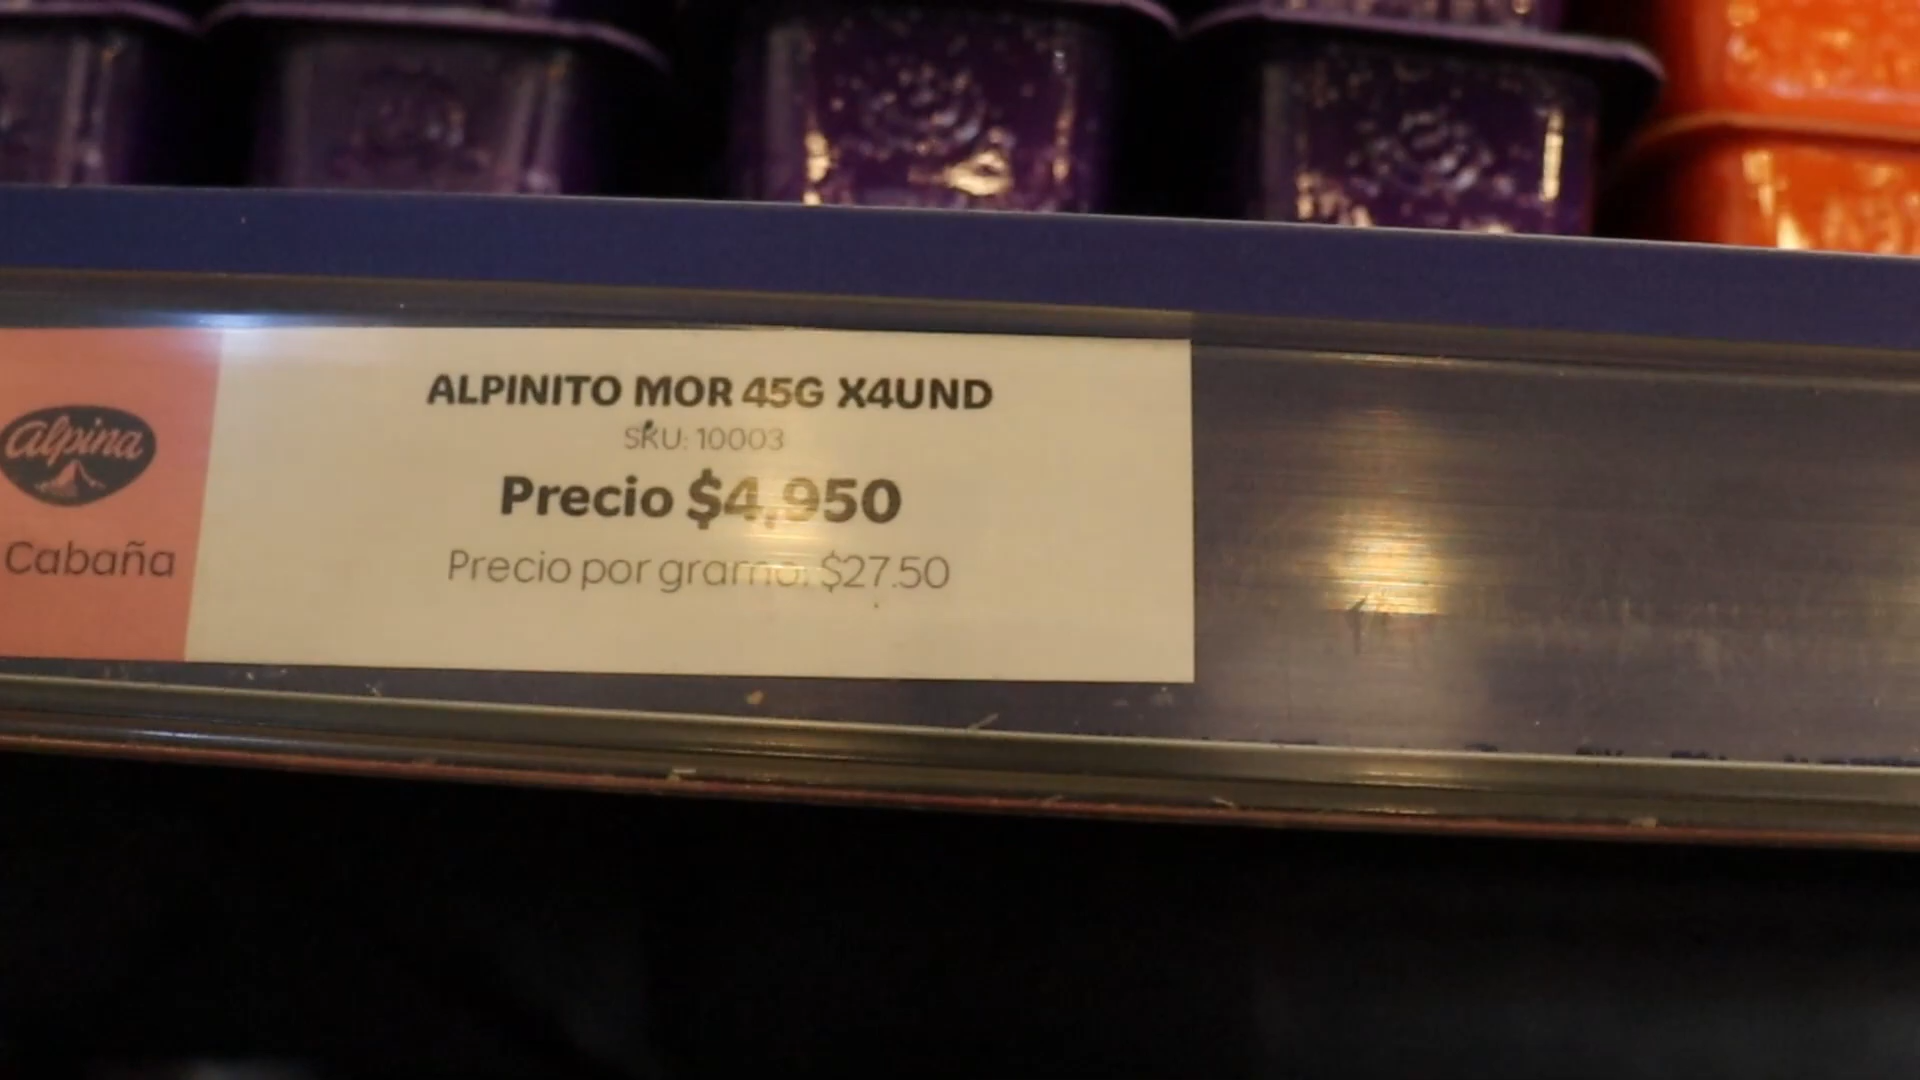 alpina
Cabaña
ALPINITO MOR 45G X4UND
SKU: 10003
Precio $4,950
Precio por gramo: $27.50